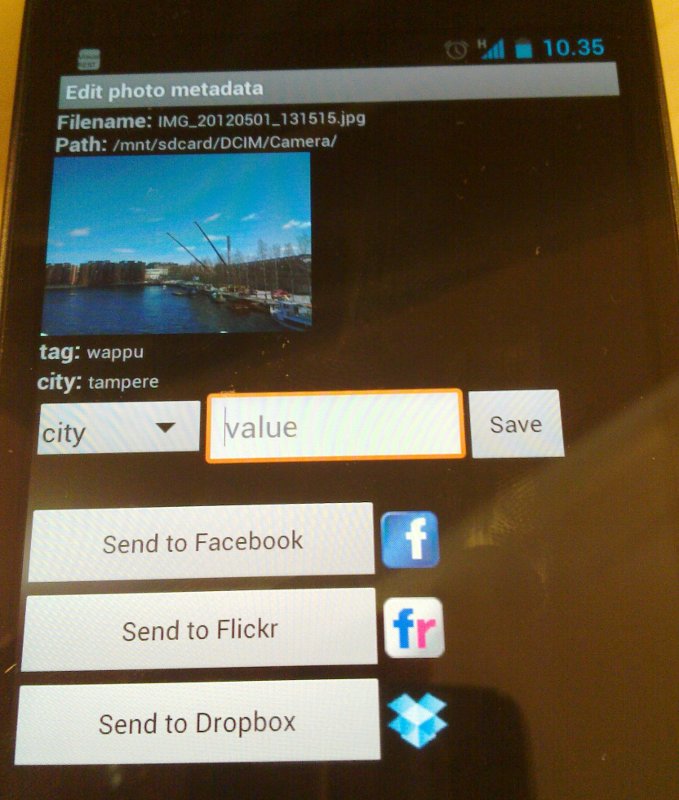 H 10.35
Edit photo metadata
Filename: IMG_20120501_131515.jpg
Path: /mnt/sdcard/DCIM/Camera/
tag: wappu
city: tampere
city value Save
Send to Facebook f
Send to Flickr fr
Send to Dropbox